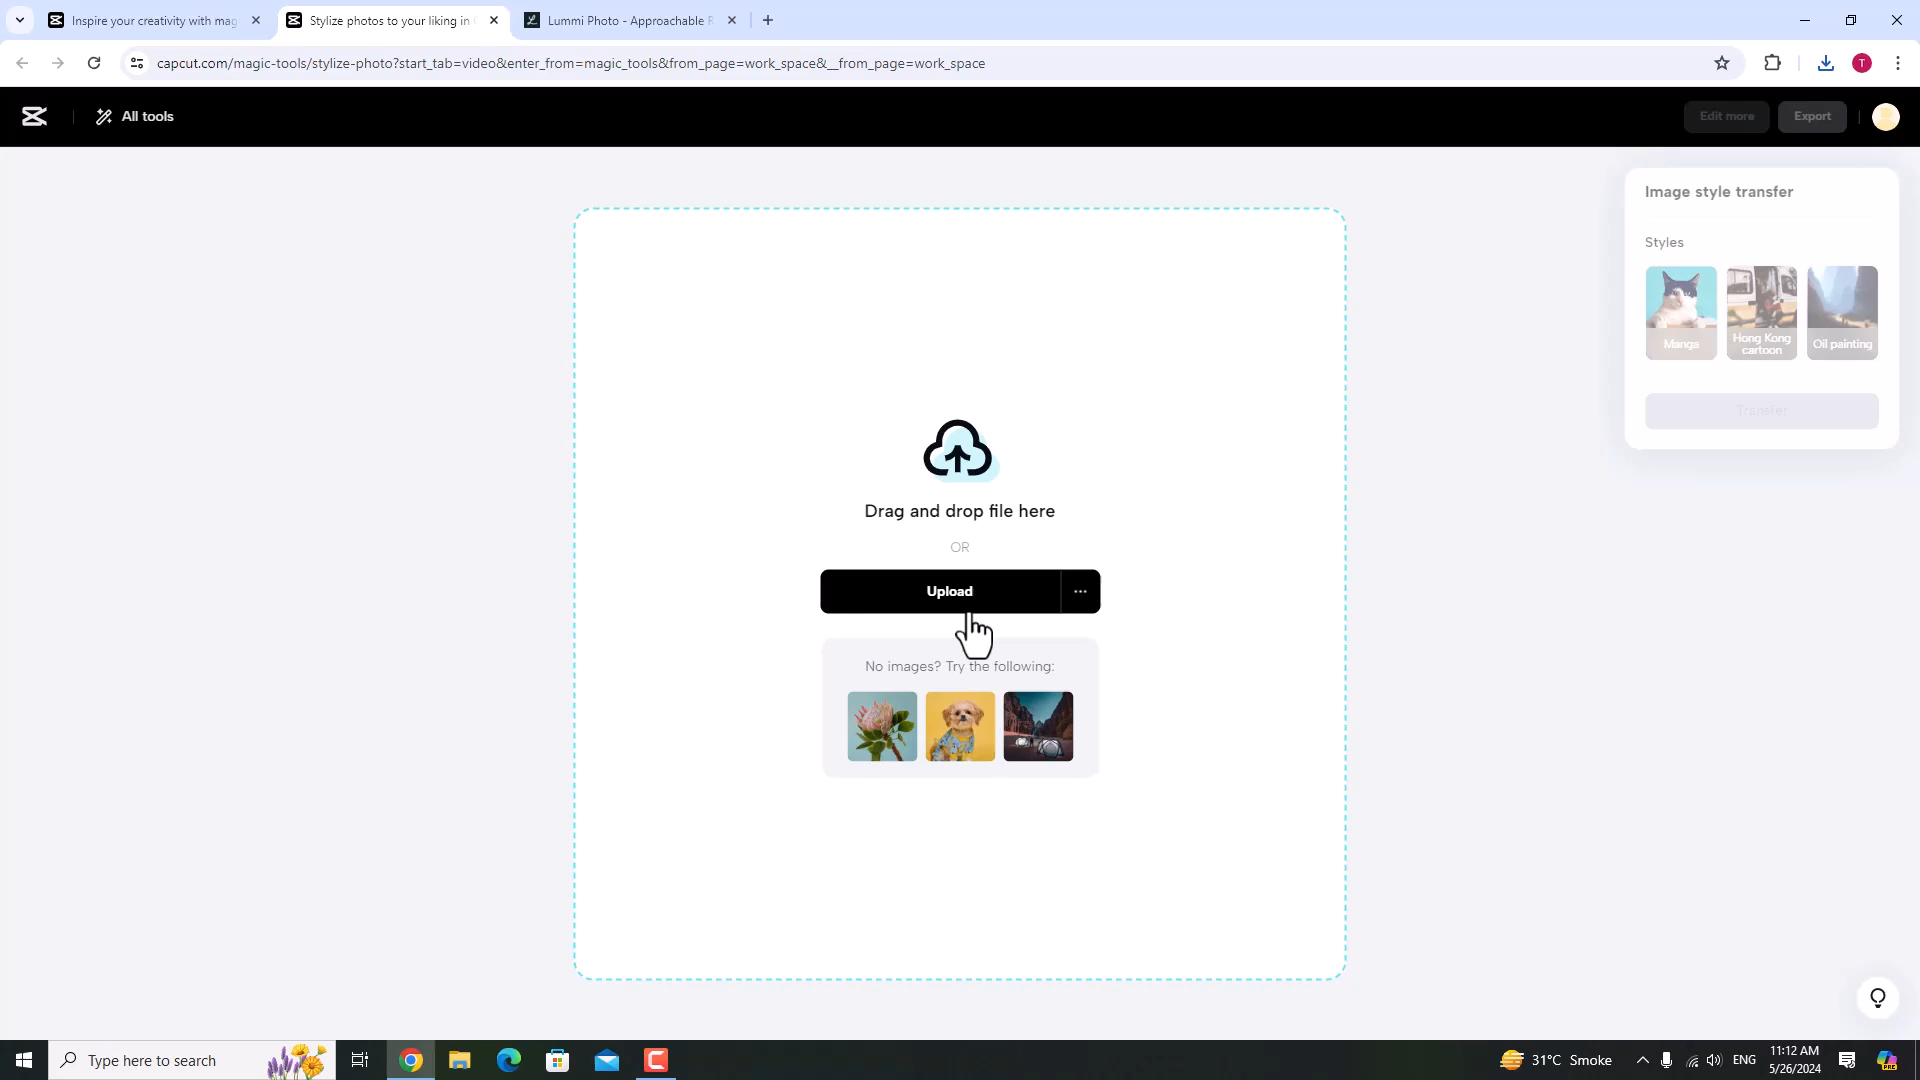 Inspire your creativity with mag
Stylize photos to your liking in
Lummi Photo - Approachable
capcut.com/magic-tools/stylize-photo?start_tab=video&enter_from=magic_tools&from_page=work_space&__from_page=work_space
T
All tools
Edit more
Export
Image style transfer
Styles
Manga
Hong Kong
cartoon
Oil painting
Transfer
Drag and drop file here
OR
Upload
No images? Try the following:
Type here to search
31°C Smoke
ENG
11:12 AM
5/26/2024
PRE